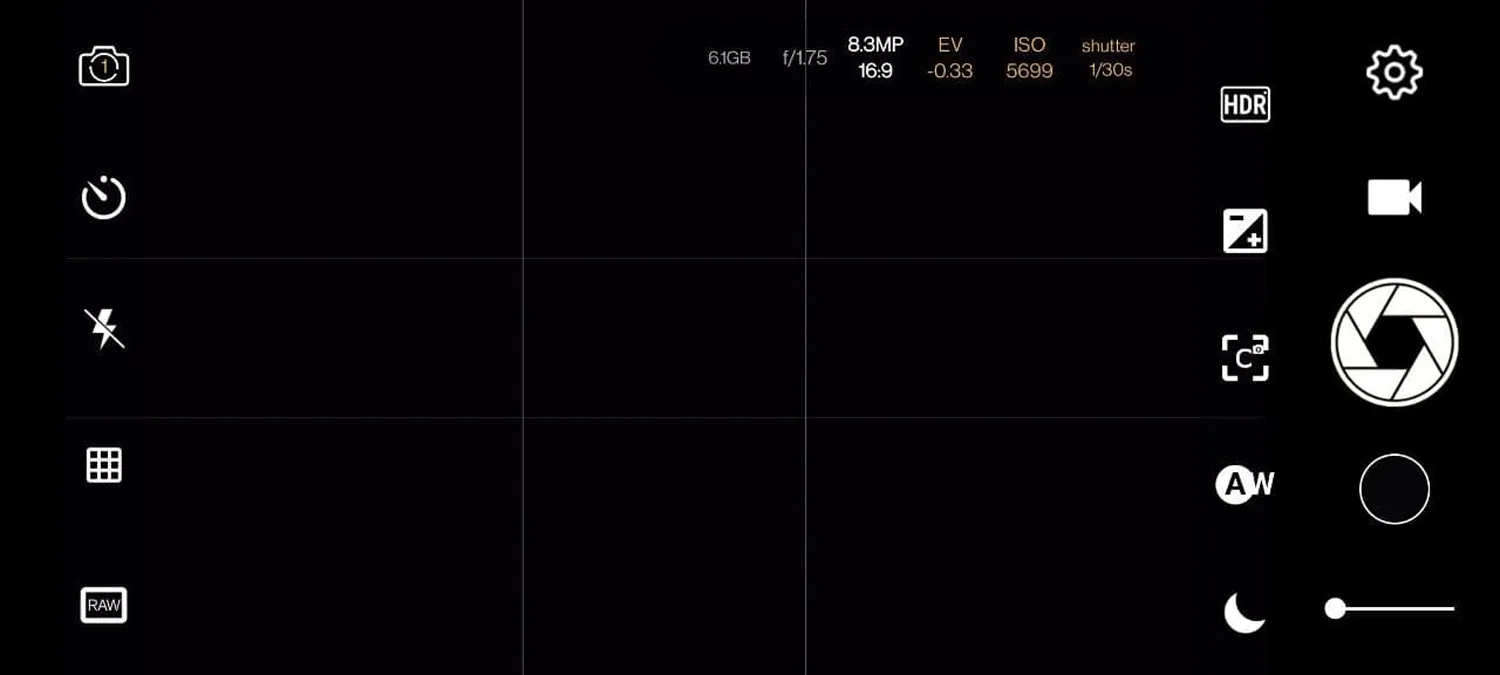 1
6.1GB
f/1.75
8.3MP
16:9
EV
-0.33
ISO
5699
shutter
1/30s
HDR
C
AW
RAW